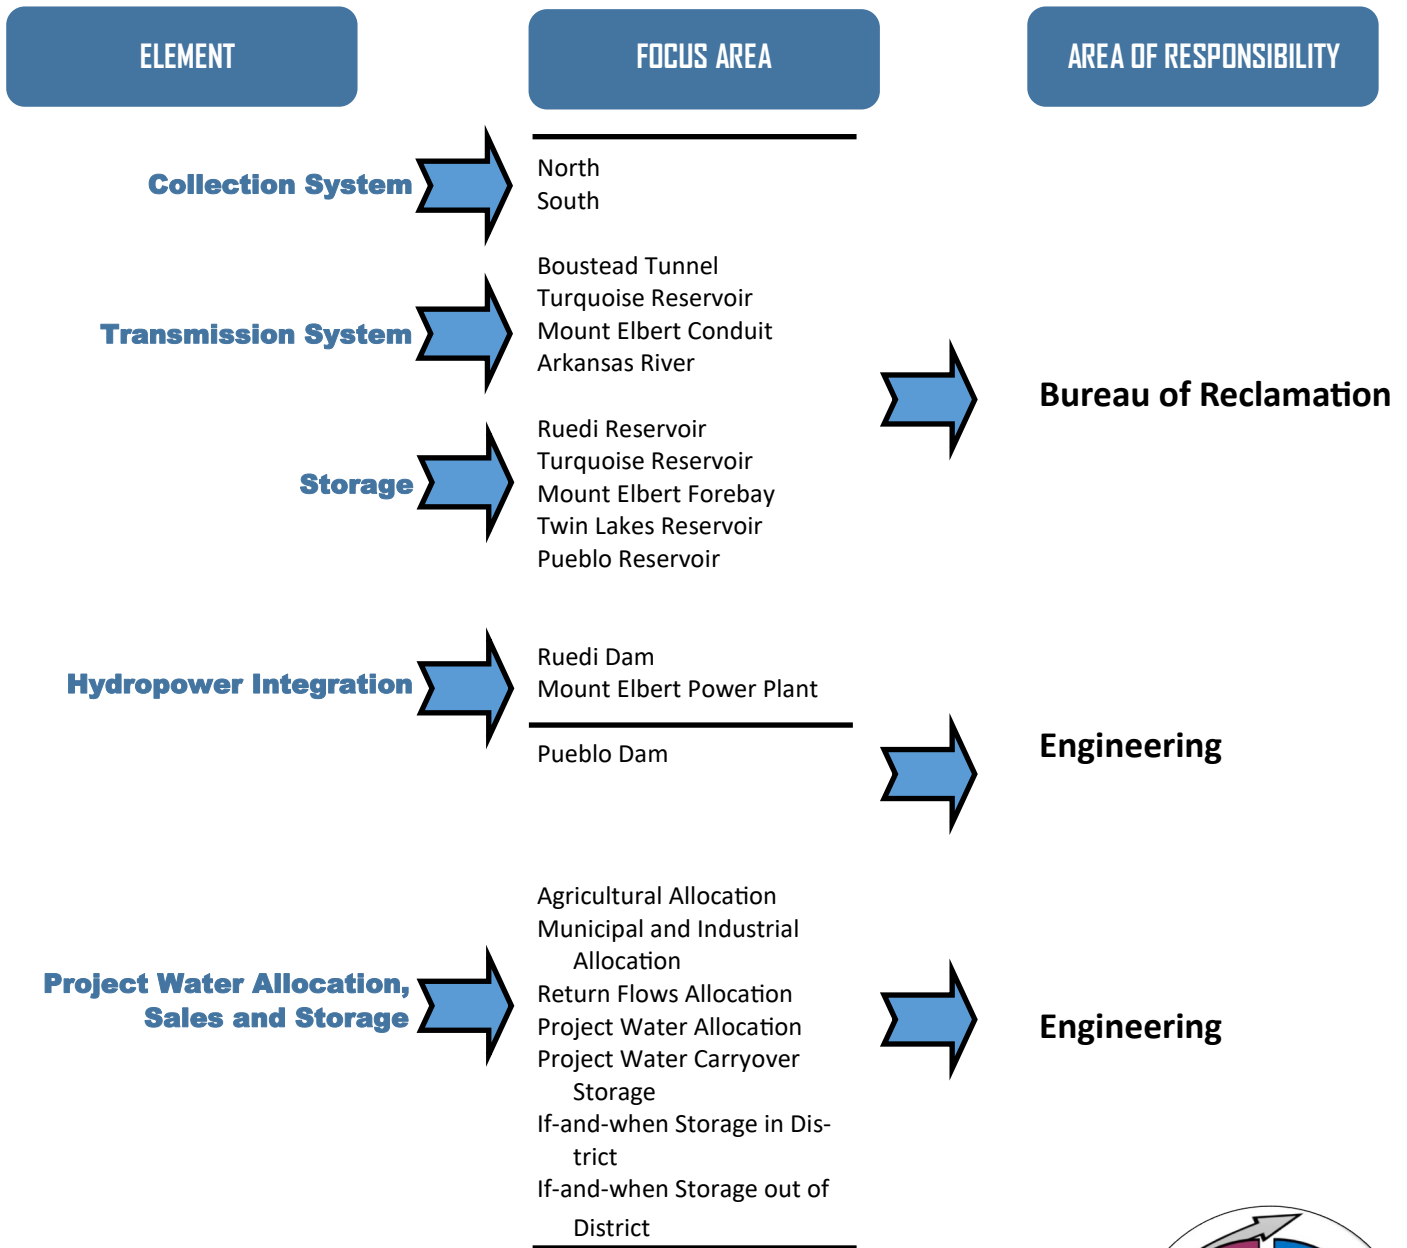 ELEMENT
FOCUS AREA
AREA OF RESPONSIBILITY
Collection System
North
South
Transmission System
Boustead Tunnel
Turquoise Reservoir
Mount Elbert Conduit
Arkansas River
Storage
Ruedi Reservoir
Turquoise Reservoir
Mount Elbert Forebay
Twin Lakes Reservoir
Pueblo Reservoir
Bureau of Reclamation
Hydropower Integration
Ruedi Dam
Mount Elbert Power Plant
Pueblo Dam
Engineering
Project Water Allocation,
Sales and Storage
Agricultural Allocation
Municipal and Industrial
Allocation
Return Flows Allocation
Project Water Allocation
Project Water Carryover
Storage
If-and-when Storage in Dis-
trict
If-and-when Storage out of
District
Engineering